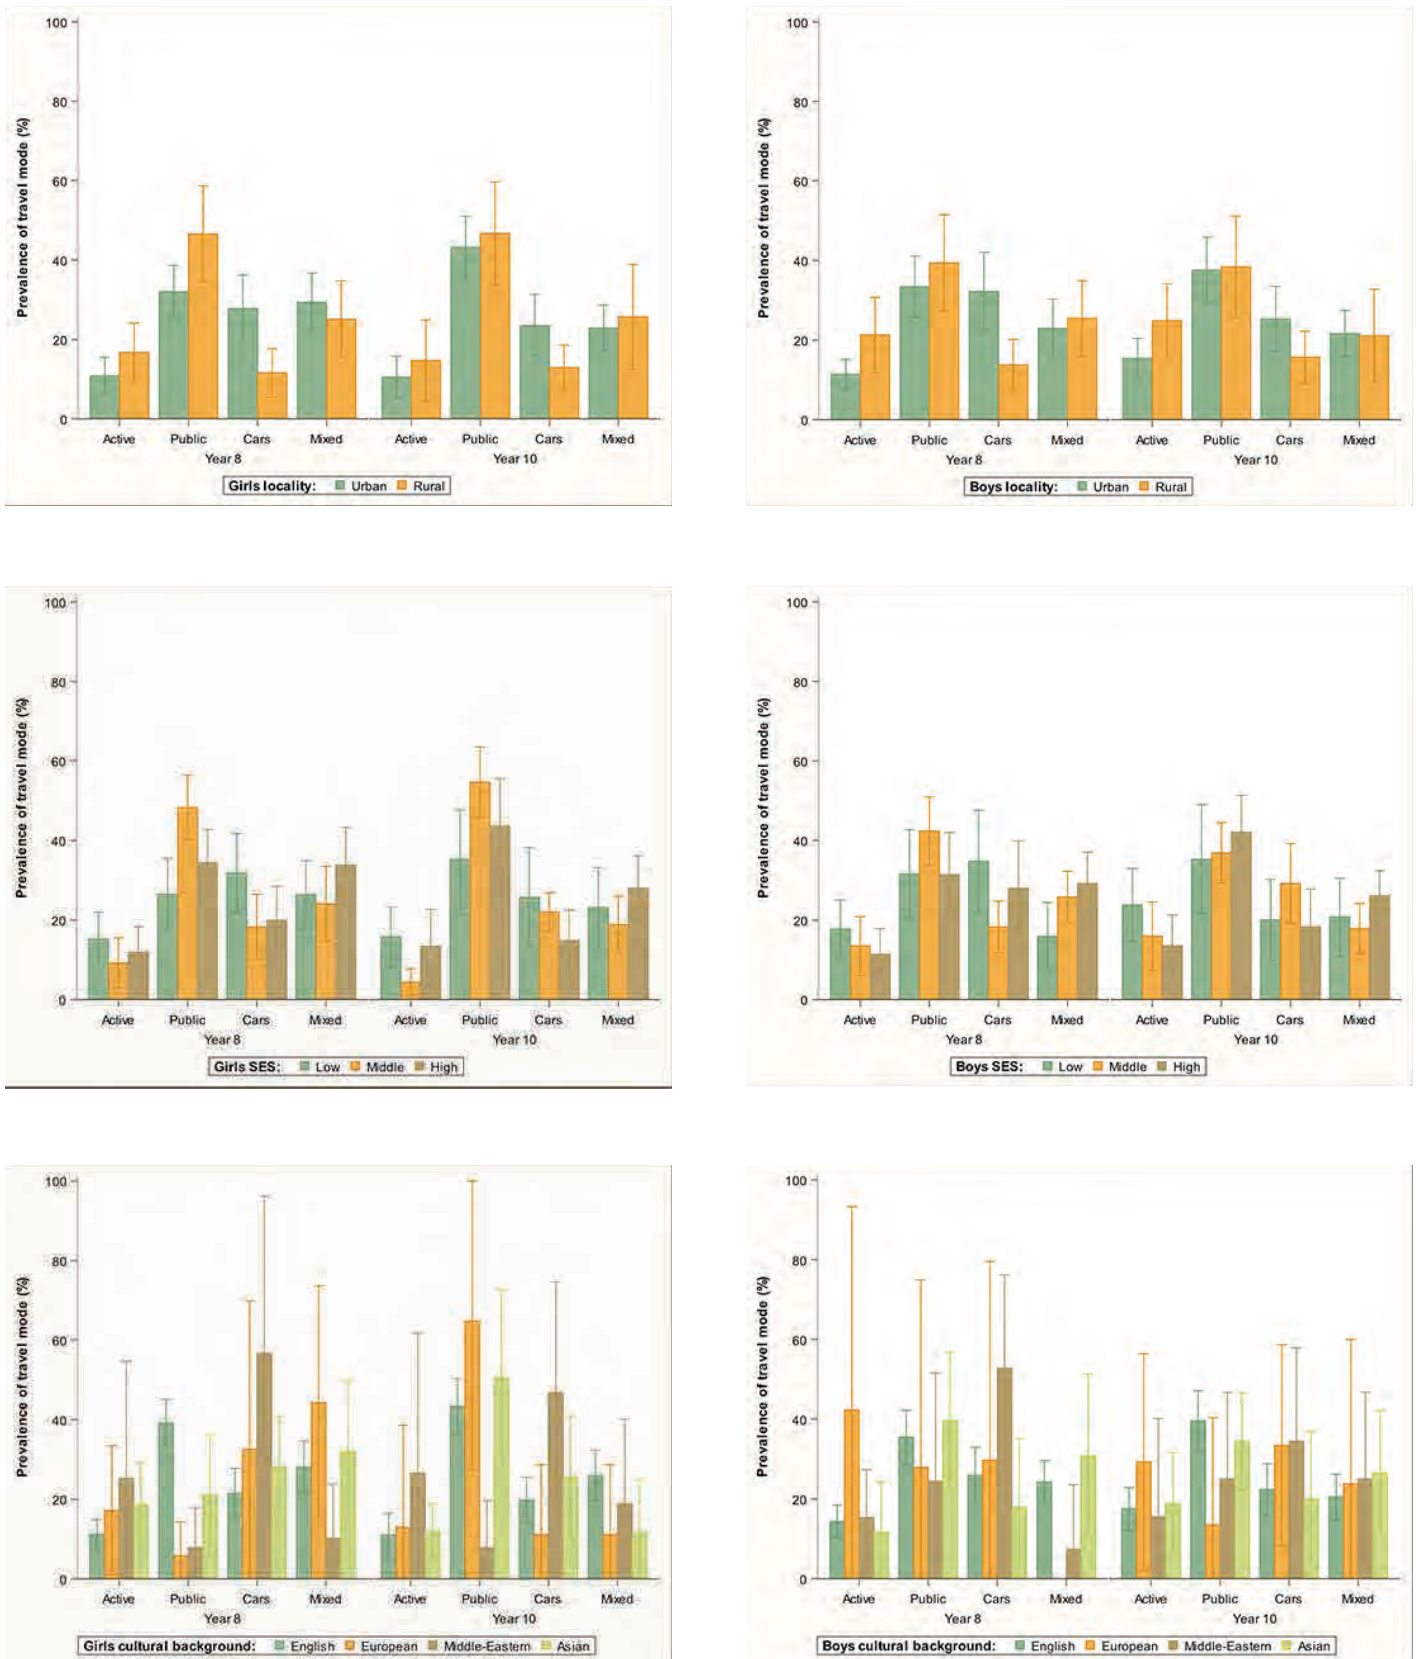 Prevalence of travel mode (%)
100
80
60
40
20
0
Active Public Cars Mixed Active Public Cars Mixed
Year 8 Year 10
Girls locality: Urban Rural
Prevalence of travel mode (%)
100
80
60
40
20
0
Active Public Cars Mixed Active Public Cars Mixed
Year 8 Year 10
Boys locality: Urban Rural
Prevalence of travel mode (%)
100
80
60
40
20
0
Active Public Cars Mixed Active Public Cars Mixed
Year 8 Year 10
Girls SES: Low Middle High
Prevalence of travel mode (%)
100
80
60
40
20
0
Active Public Cars Mixed Active Public Cars Mixed
Year 8 Year 10
Boys SES: Low Middle High
Prevalence of travel mode (%)
100
80
60
40
20
0
Active Public Cars Mixed Active Public Cars Mixed
Year 8 Year 10
Girls cultural background: English European Middle-Eastern Asian
Prevalence of travel mode (%)
100
80
60
40
20
0
Active Public Cars Mixed Active Public Cars Mixed
Year 8 Year 10
Boys cultural background: English European Middle-Eastern Asian